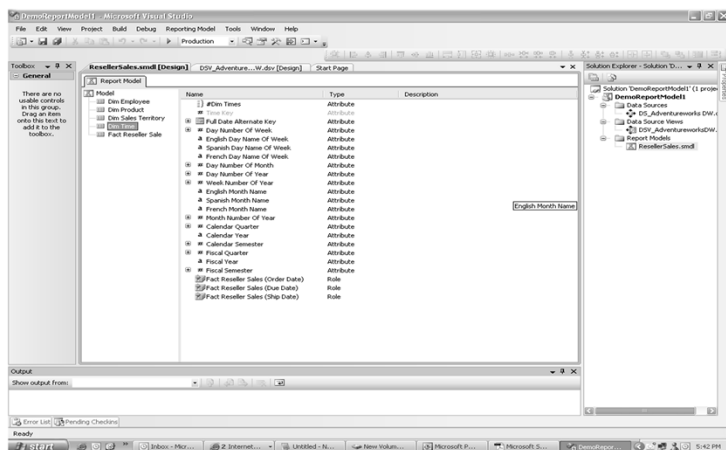 DemoReportModel1 - Microsoft Visual Studio
File Edit View Project Build Debug Reporting Model Tools Window Help
Production
Toolbox
General
There are no
usable controls
in this group.
Drag an item
onto this text to
add it to the
toolbox.
ResellerSales.smdl [Design] DSV_Adventure...W.dsv [Design] Start Page
Report Model
Model
Dim Employee
Dim Product
Dim Sales Territory
Dim Time
Fact Reseller Sale
Name Type Description
#Dim Times Attribute
Time Key Attribute
Full Date Alternate Key Attribute
Day Number Of Week Attribute
English Day Name Of Week Attribute
Spanish Day Name Of Week Attribute
French Day Name Of Week Attribute
Day Number Of Month Attribute
Day Number Of Year Attribute
Week Number Of Year Attribute
English Month Name Attribute
Spanish Month Name Attribute
French Month Name Attribute
Month Number Of Year Attribute
Calendar Quarter Attribute
Calendar Year Attribute
Calendar Semester Attribute
Fiscal Quarter Attribute
Fiscal Year Attribute
Fiscal Semester Attribute
Fact Reseller Sales (Order Date) Role
Fact Reseller Sales (Due Date) Role
Fact Reseller Sales (Ship Date) Role
English Month Name
Solution Explorer - Solution 'D...
Solution 'DemoReportModel1' (1 proje
DemoReportModel1
Data Sources
DS_Adventureworks DW.
Data Source Views
DSV_AdventureworksDW.
Report Models
ResellerSales.smdl
Properties
Output
Show output from:
Error List Pending Checkins
Ready
start Inbox - Micr... 2 Internet... Untitled - N... New Volum... Microsoft P... Microsoft S... DemoRepor... 5:42 PM